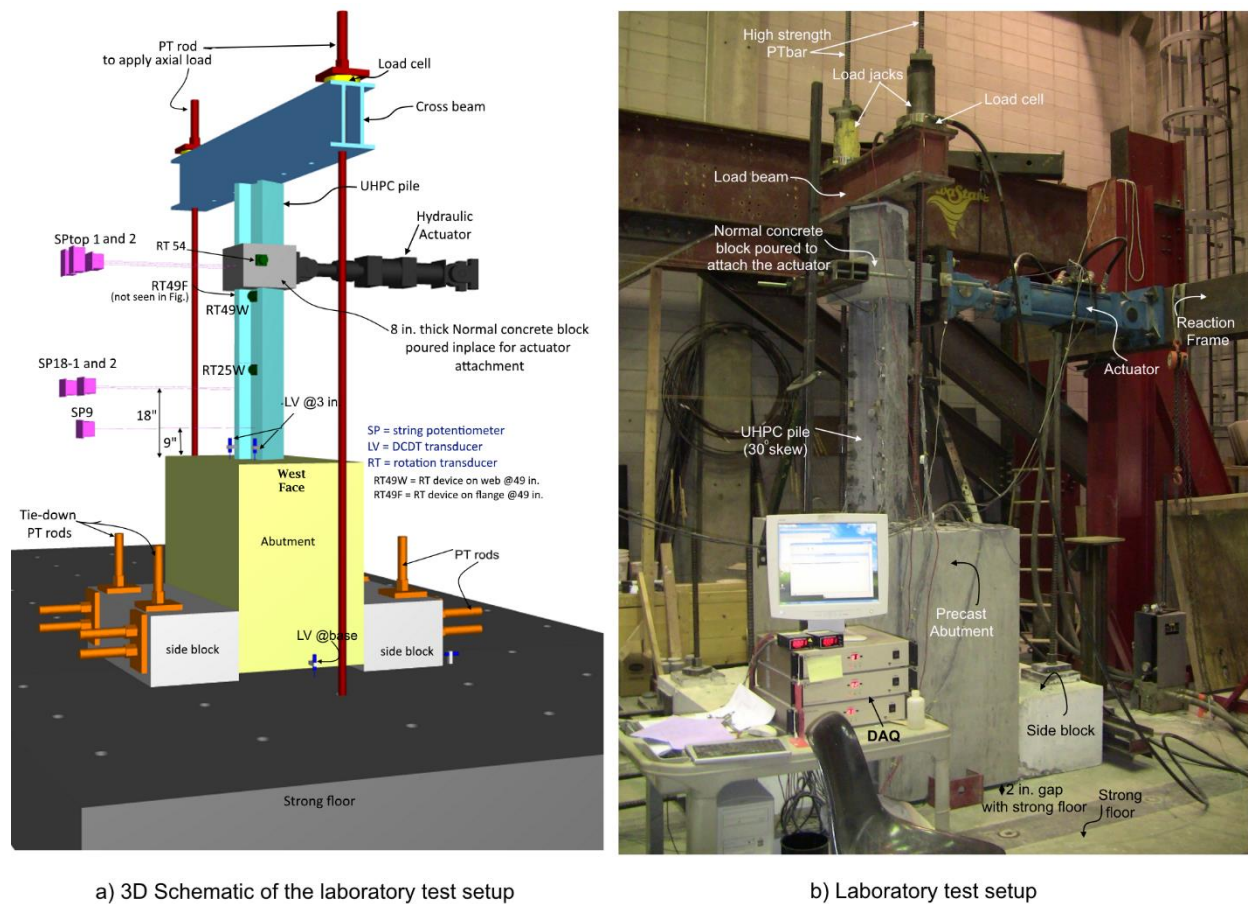 PT rod
to apply axial load
Load cell
Cross beam
UHPC pile
Hydraulic
Actuator
SPtop 1 and 2
RT 54
RT49F
(not seen in Fig.)
RT49W
8 in. thick Normal concrete block
poured inplace for actuator
attachment
SP18-1 and 2
RT25W
18"
LV @3 in.
SP9
9"
SP = string potentiometer
LV = DCDT transducer
RT = rotation transducer
RT49W = RT device on web @49 in.
RT49F = RT device on flange @49 in.
West
Face
Tie-down
PT rods
Abutment
PT rods
side block
LV @base
side block
Strong floor
a) 3D Schematic of the laboratory test setup
High strength
PTbar
Load jacks
Load cell
Load beam
Normal concrete
block poured to
attach the actuator
Reaction
Frame
Actuator
UHPC pile
(30°skew)
Precast
Abutment
Side block
DAQ
2 in. gap
with strong floor
Strong
floor
b) Laboratory test setup